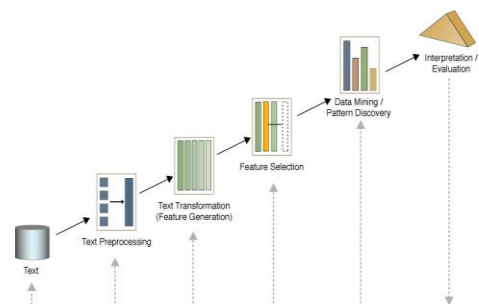 Interpretation /
Evaluation
Data Mining /
Pattern Discovery
Feature Selection
Text Transformation
(Feature Generation)
Text Preprocessing
Text